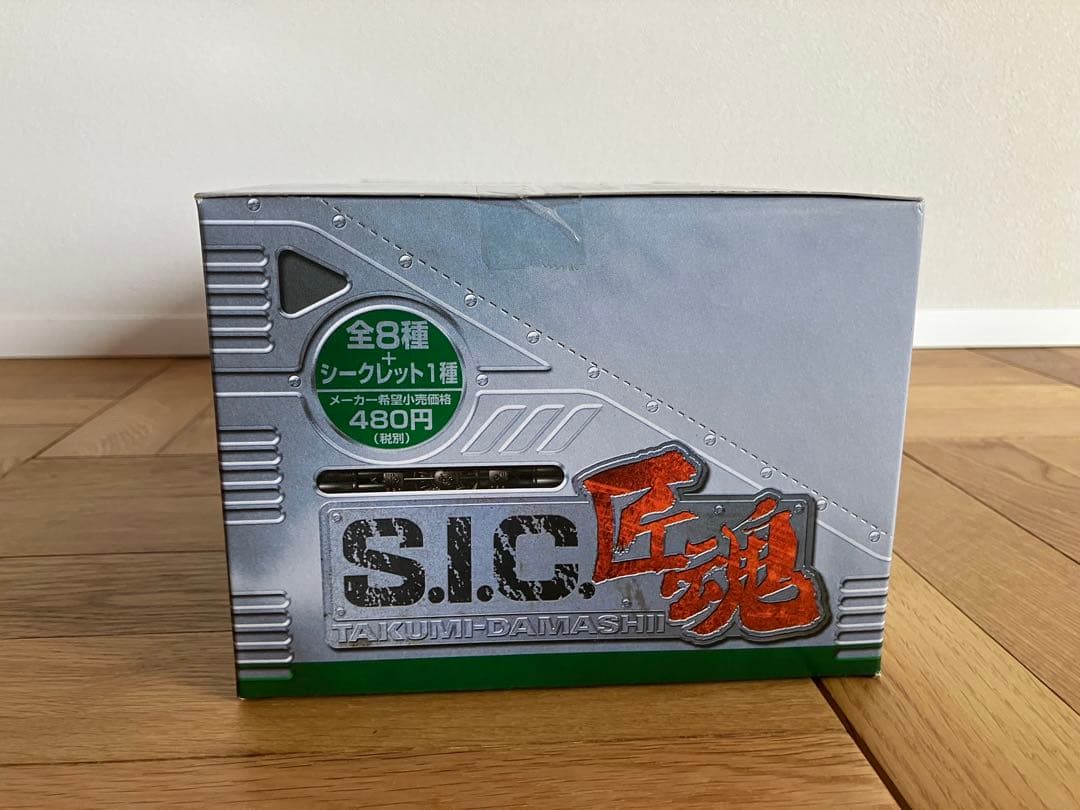 全8種
+
シークレット1種
メーカー希望小売価格
480円
(税別)
S.I.C.匠魂
TAKUMI-DAMASHII